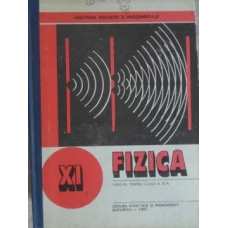 MINISTERUL EDUCAȚIEI ȘI ÎNVĂȚĂMÂNTULUI
XI
FIZICA
MANUAL PENTRU CLASA A XI-A
EDITURA DIDACTICĂ ȘI PEDAGOGICĂ
BUCUREȘTI —